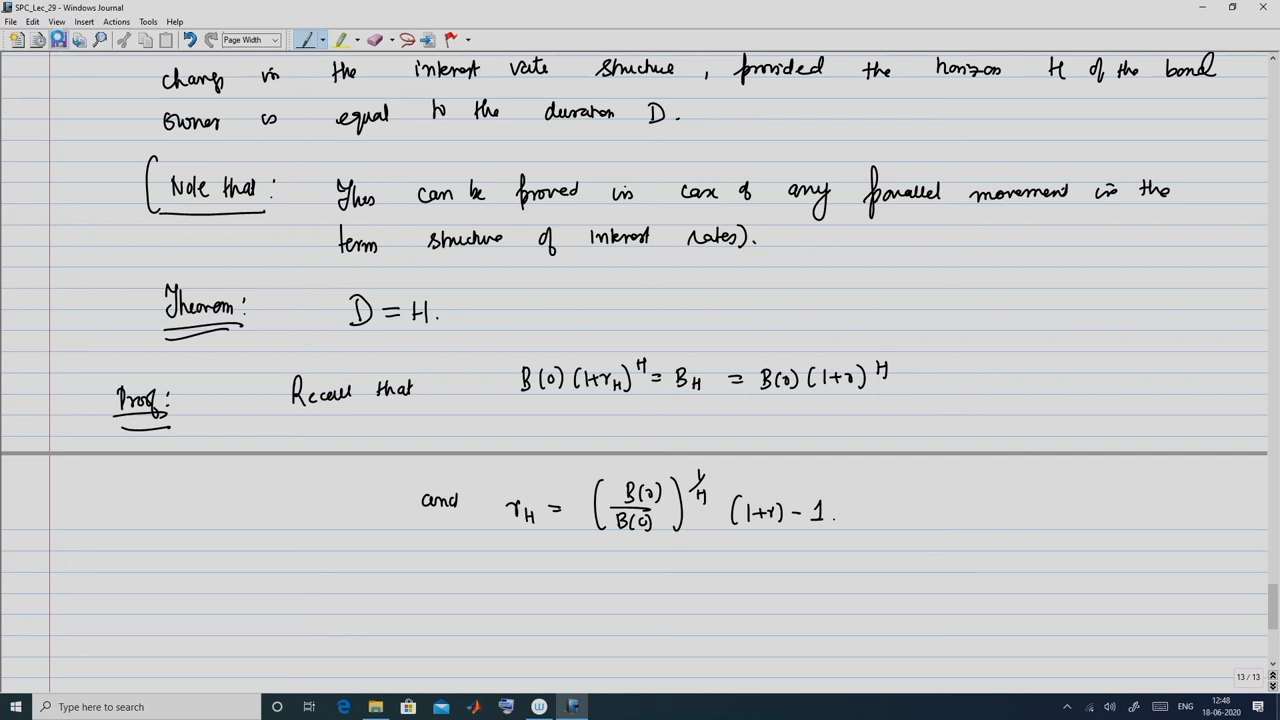 SPC_Lec_29 - Windows Journal
File Edit View Insert Actions Tools Help
Page Width
change in the interest rate structure, provided the horizon H of the bond
owner is equal to the duration D.
[Note that: This can be proved in case of any parallel movement in the
term structure of interest rates).
Theorem: D = H.
Proof: Recall that B(0) (1+r_H)^H = B_H = B(r) (1+r)^H
and r_H = (B(r)/B(0))^{1/H} (1+r) - 1.
13 / 13
Type here to search
12:48
18-06-2020